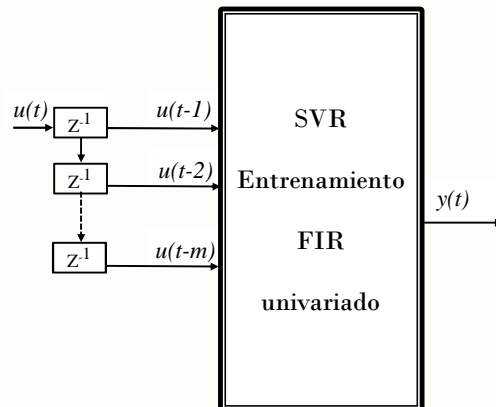 u(t)
Z-1
u(t-1)
Z-1
u(t-2)
Z-1
u(t-m)
SVR
Entrenamiento
FIR
univariado
y(t)